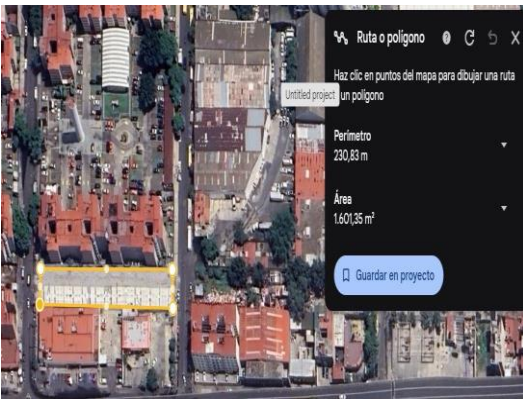 Ruta o polígono
Haz clic en puntos del mapa para dibujar una ruta
Untitled project
un polígono
Perímetro
230,83 m
Área
1.601,35 m²
Guardar en proyecto